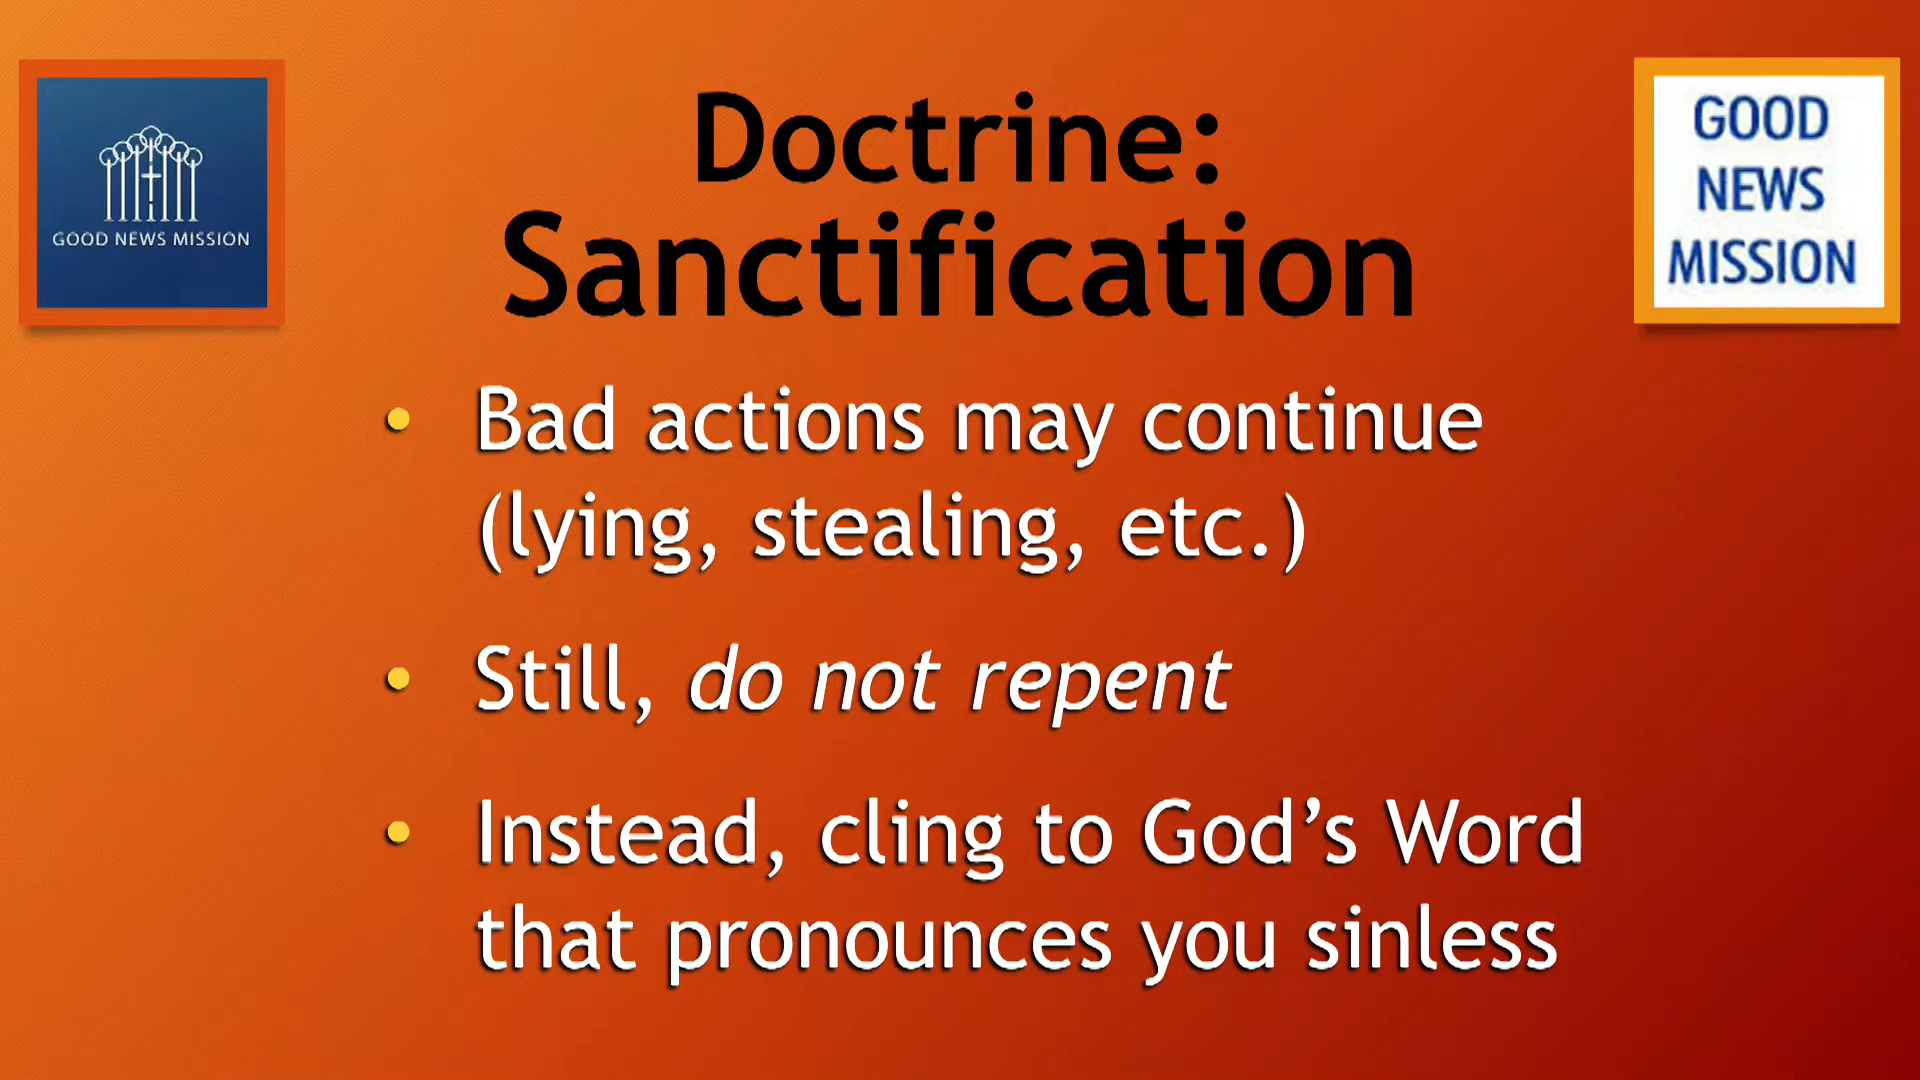 GOOD NEWS MISSION
Doctrine:
Sanctification
GOOD
NEWS
MISSION
• Bad actions may continue
(lying, stealing, etc.)
• Still, do not repent
• Instead, cling to God’s Word
that pronounces you sinless